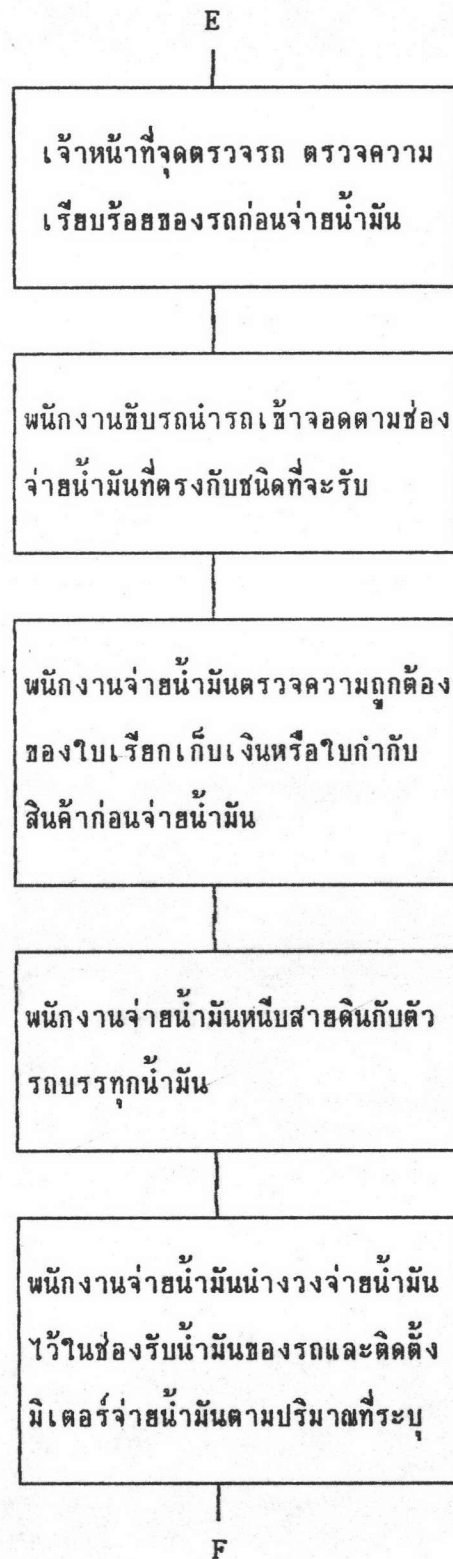 E
เจ้าหน้าที่จุดตรวจรถ ตรวจความ
เรียบร้อยของรถก่อนจ่ายน้ำมัน
พนักงานขับรถนำรถเข้าจอดตามช่อง
จ่ายน้ำมันที่ตรงกับชนิดที่จะรับ
พนักงานจ่ายน้ำมันตรวจความถูกต้อง
ของใบเรียกเก็บเงินหรือใบกำกับ
สินค้าก่อนจ่ายน้ำมัน
พนักงานจ่ายน้ำมันหนีบสายดินกับตัว
รถบรรทุกน้ำมัน
พนักงานจ่ายน้ำมันนำงวงจ่ายน้ำมัน
ไว้ในช่องรับน้ำมันของรถและติดตั้ง
มิเตอร์จ่ายน้ำมันตามปริมาณที่ระบุ
F